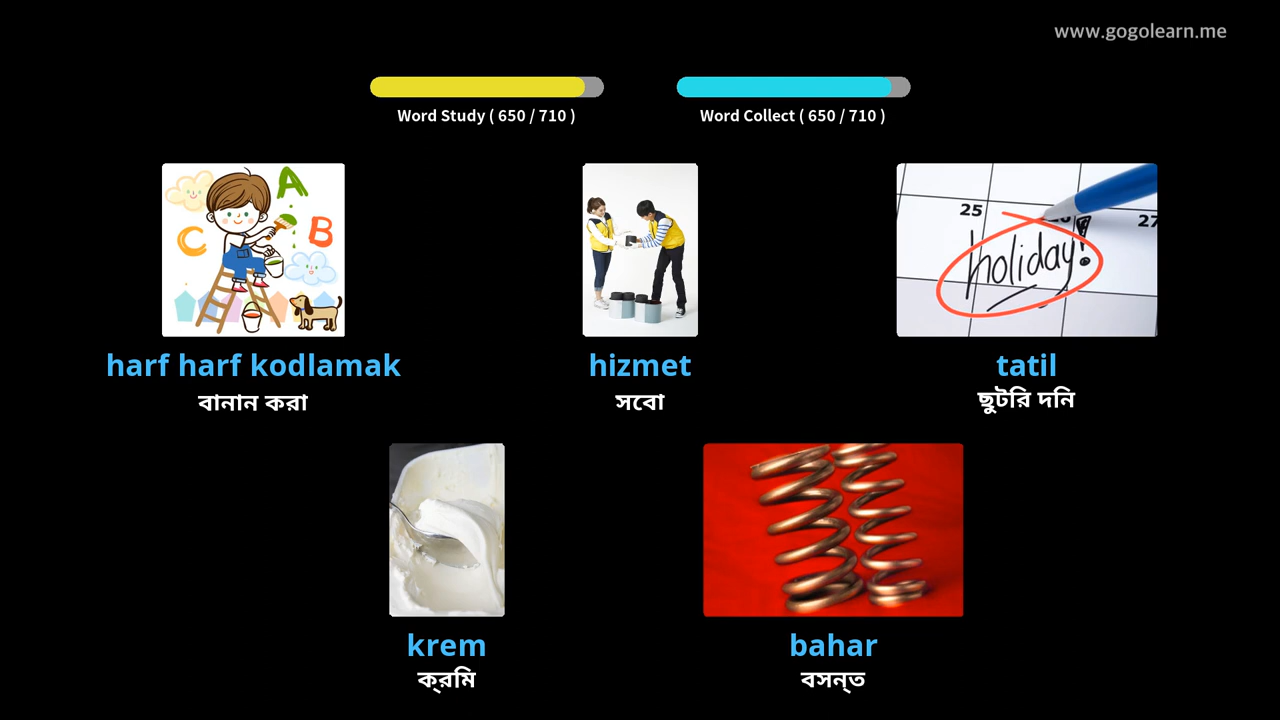 www.gogolearn.me
Word Study ( 650 / 710 )
Word Collect ( 650 / 710 )
A
B
C
25
27
holiday!
harf harf kodlamak
hizmet
tatil
বানান করা
সবো
ছুটরি দনি
krem
bahar
ক্‌রমি
বসন্‌ত